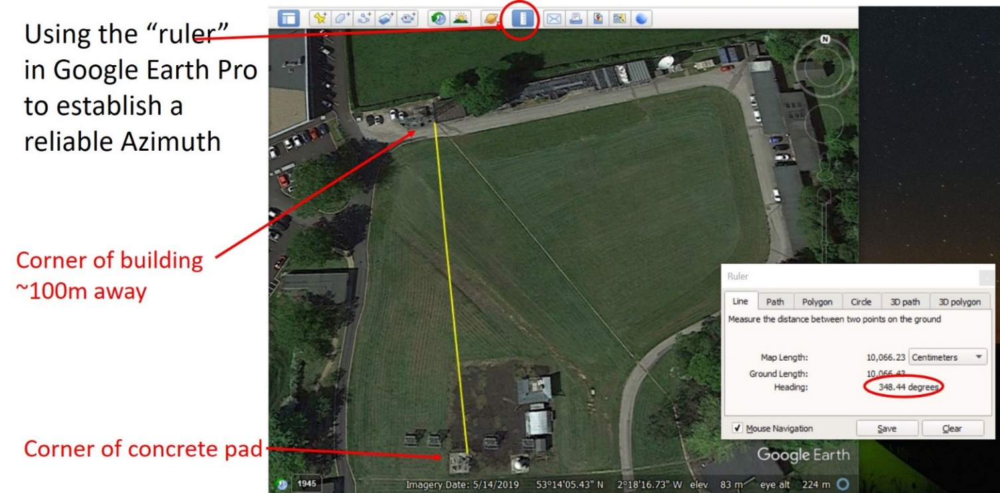 Using the “ruler”
in Google Earth Pro
to establish a
reliable Azimuth
N
Corner of building
~100m away
Corner of concrete pad
Ruler
Line Path Polygon Circle 3D path 3D polygon
Measure the distance between two points on the ground
Map Length: 10,066.23 Centimeters
Ground Length: 10,066.43
Heading: 348.44 degrees
Mouse Navigation Save Clear
Google Earth
1945 Imagery Date: 5/14/2019 53°14'05.43" N 2°18'16.73" W elev 83 m eye alt 224 m